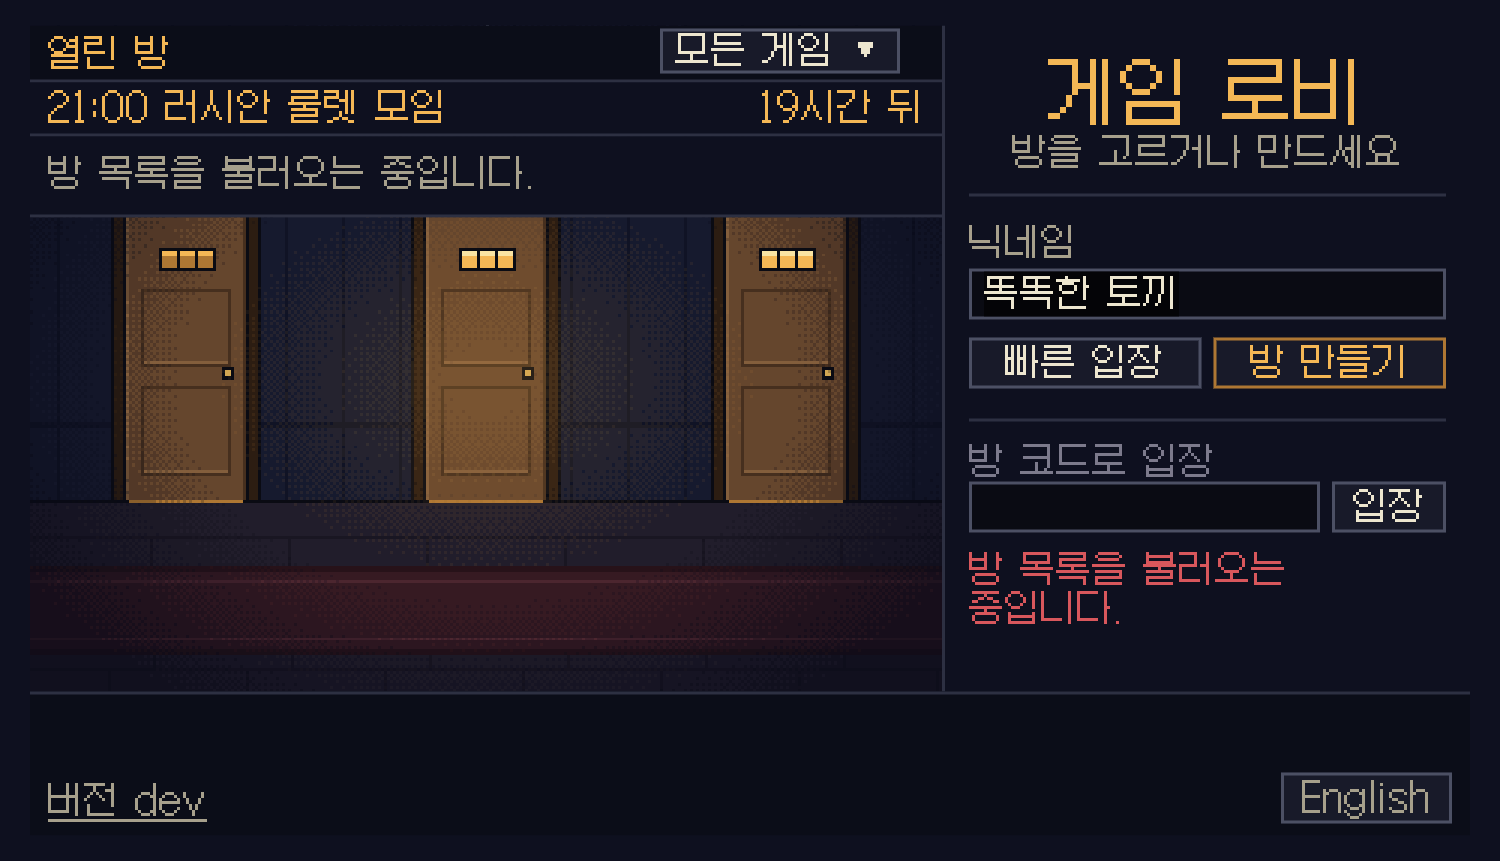 열린 방
모든 게임 ▼
21:00 러시안 룰렛 모임
19시간 뒤
방 목록을 불러오는 중입니다.
게임 로비
방을 고르거나 만드세요
닉네임
똑똑한 토끼
빠른 입장
방 만들기
방 코드로 입장
입장
방 목록을 불러오는
중입니다.
버전 dev
English